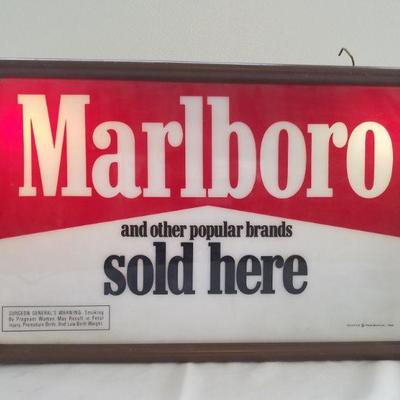 Marlboro
and other popular brands
sold here
SURGEON GENERAL'S WARNING: Smoking
By Pregnant Women May Result in Fetal
Injury, Premature Birth, And Low Birth Weight.